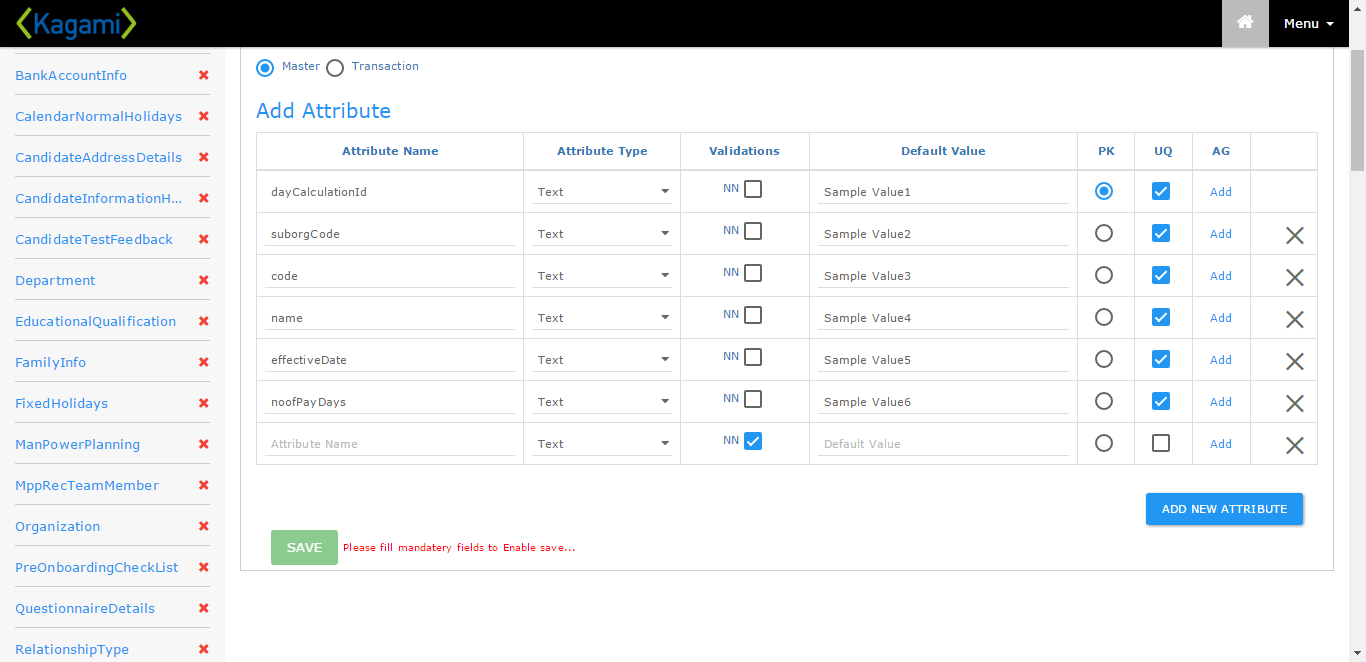 Kagami
Menu
BankAccountInfo
CalendarNormalHolidays
CandidateAddressDetails
CandidateInformationH...
CandidateTestFeedback
Department
EducationalQualification
FamilyInfo
FixedHolidays
ManPowerPlanning
MppRecTeamMember
Organization
PreOnboardingCheckList
QuestionnaireDetails
RelationshipType
Master Transaction
Add Attribute
Attribute Name Attribute Type Validations Default Value PK UQ AG
dayCalculationId Text NN Sample Value1 Add
suborgCode Text NN Sample Value2 Add
code Text NN Sample Value3 Add
name Text NN Sample Value4 Add
effectiveDate Text NN Sample Value5 Add
noofPayDays Text NN Sample Value6 Add
Attribute Name Text NN Default Value Add
ADD NEW ATTRIBUTE
SAVE Please fill mandatery fields to Enable save...